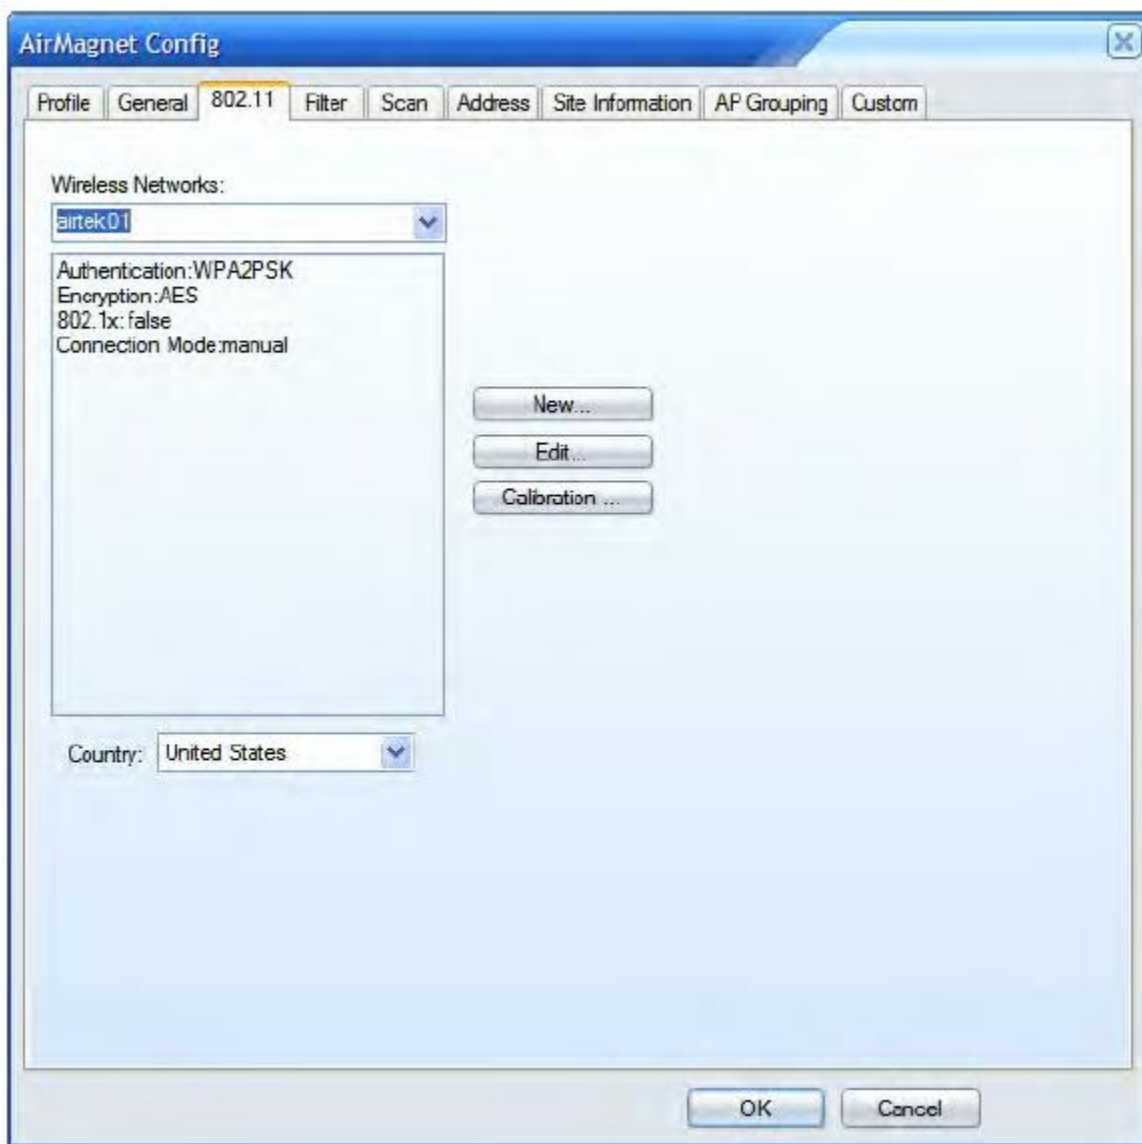 AirMagnet Config
Profile General 802.11 Filter Scan Address Site Information AP Grouping Custom
Wireless Networks:
airtek01
Authentication:WPA2PSK
Encryption:AES
802.1x: false
Connection Mode:manual
New...
Edit...
Calibration ...
Country: United States
OK Cancel